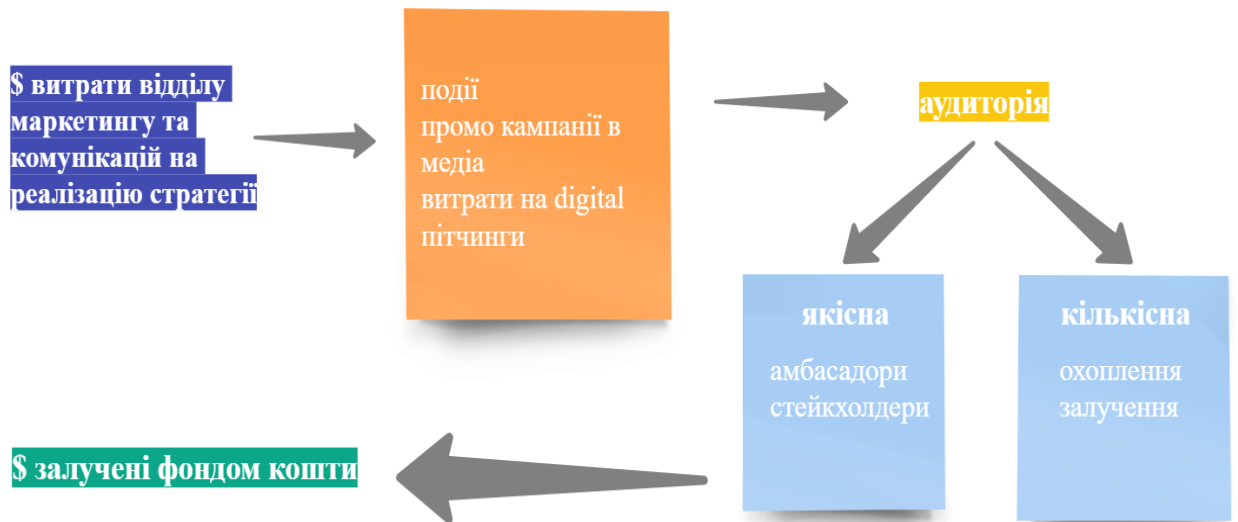 $ витрати відділу
маркетингу та
комунікацій на
реалізацію стратегії
події
промо кампанії в
медіа
витрати на digital
пітчинги
аудиторія
якісна
амбасадори
стейкхолдери
кількісна
охоплення
залучення
$ залучені фондом кошти